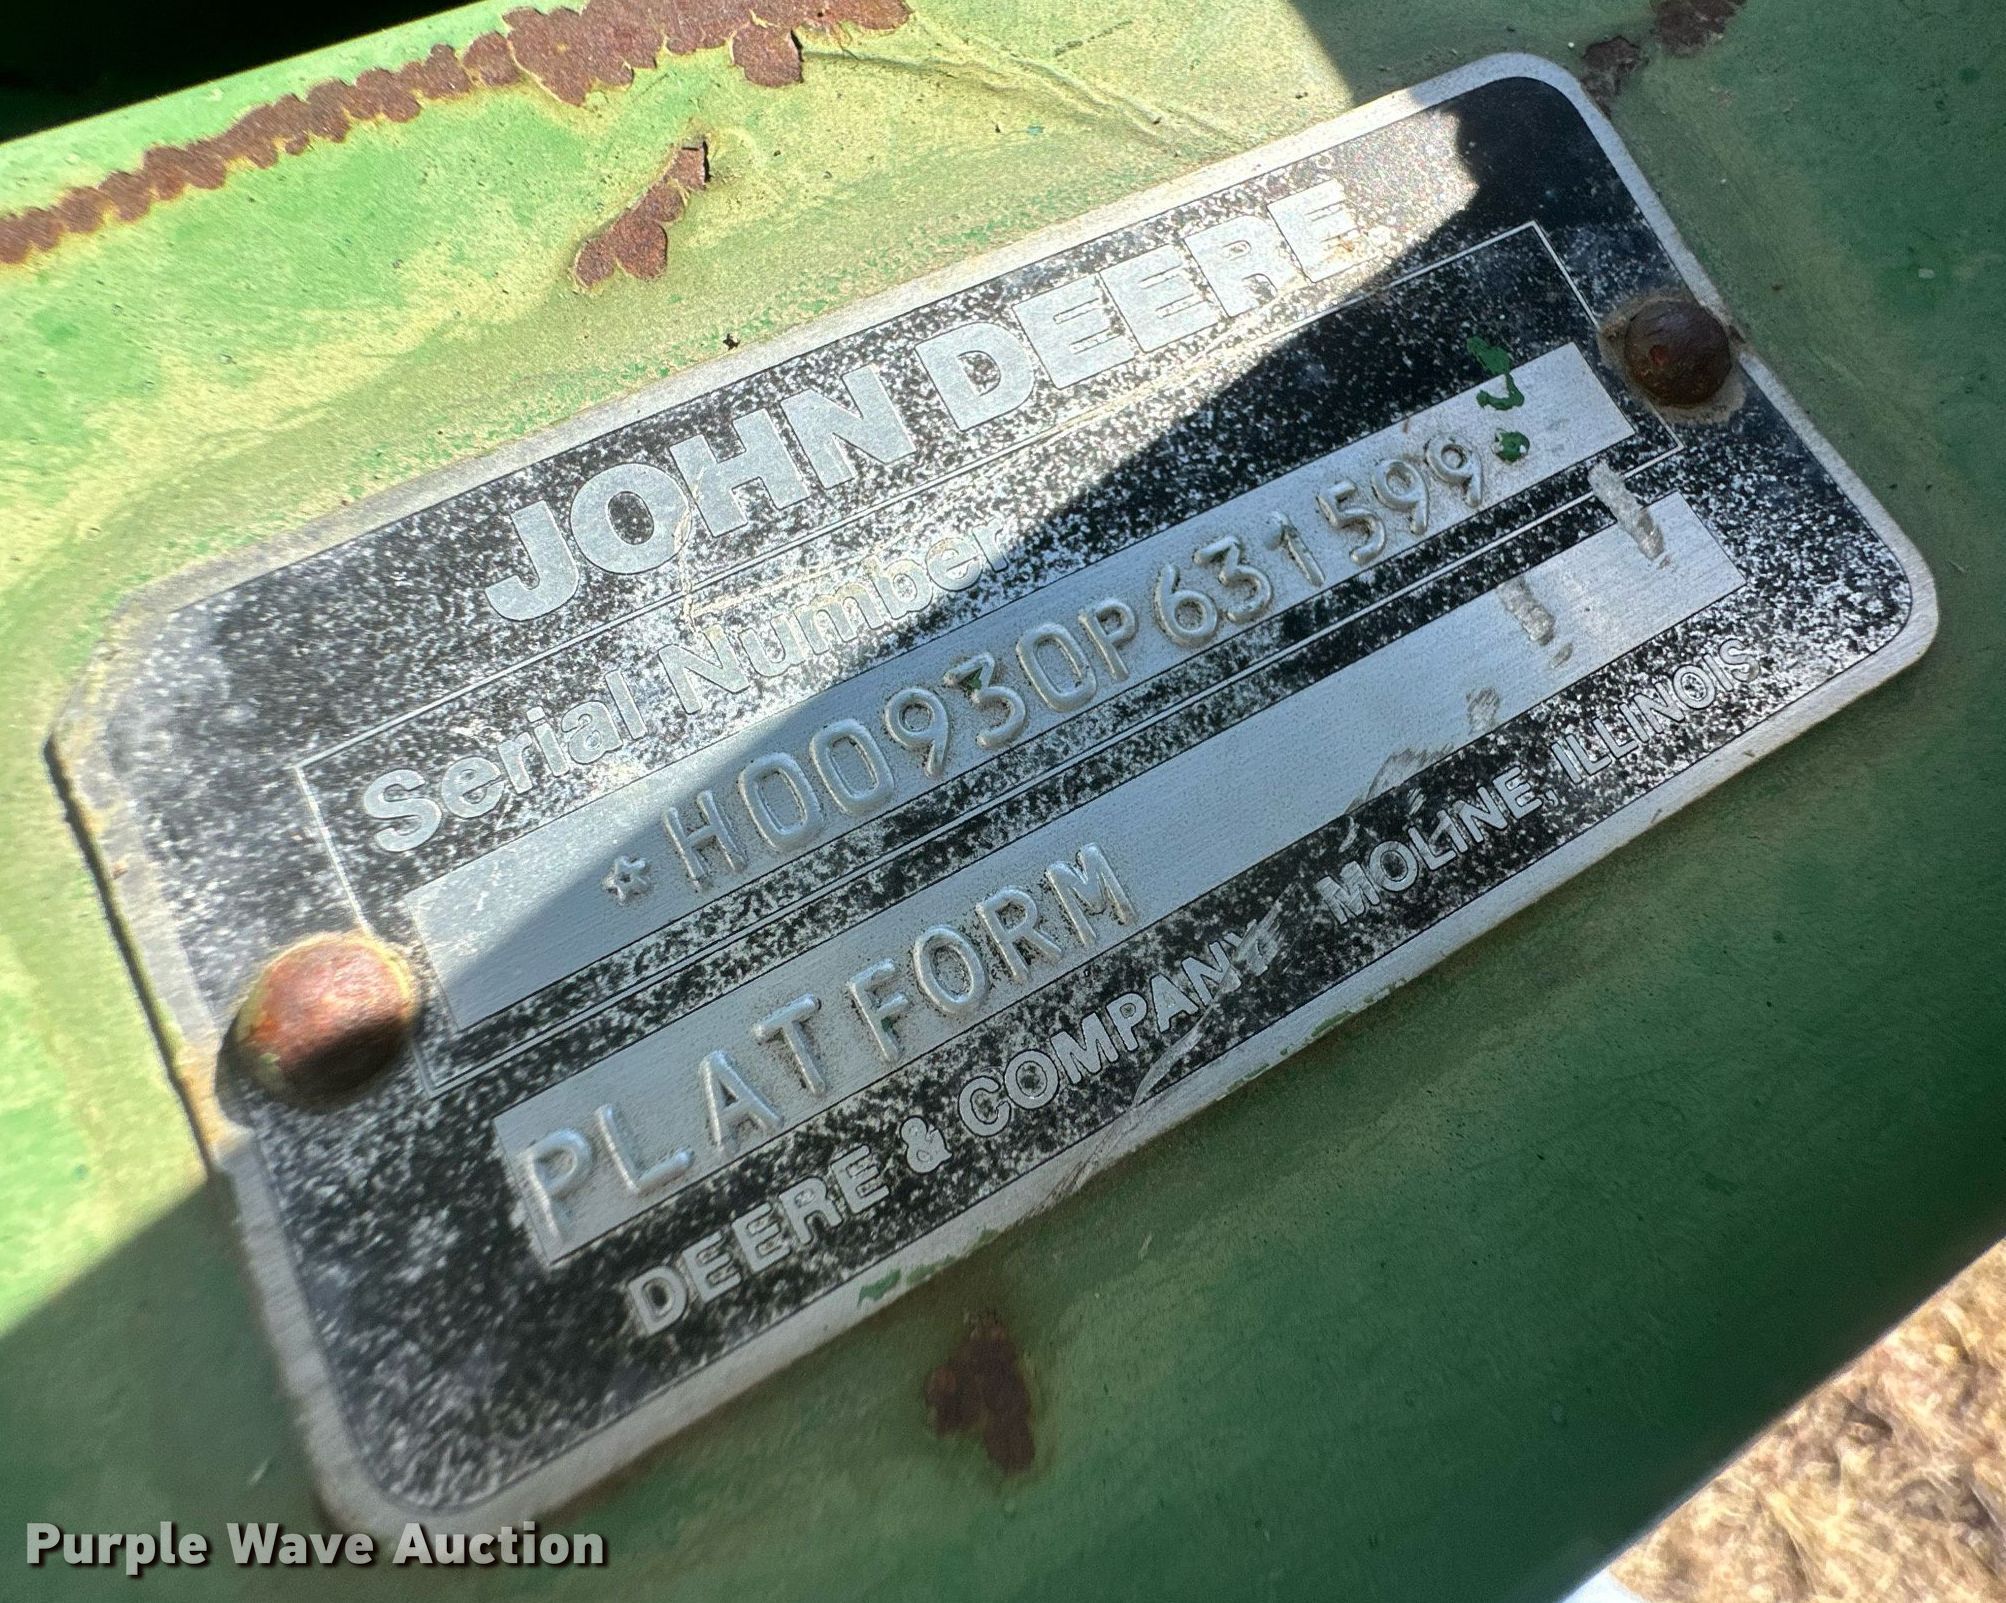 JOHN DEERE
Serial Number
*H00930P631599
PLATFORM
DEERE & COMPANY MOLINE, ILLINOIS
Purple Wave Auction